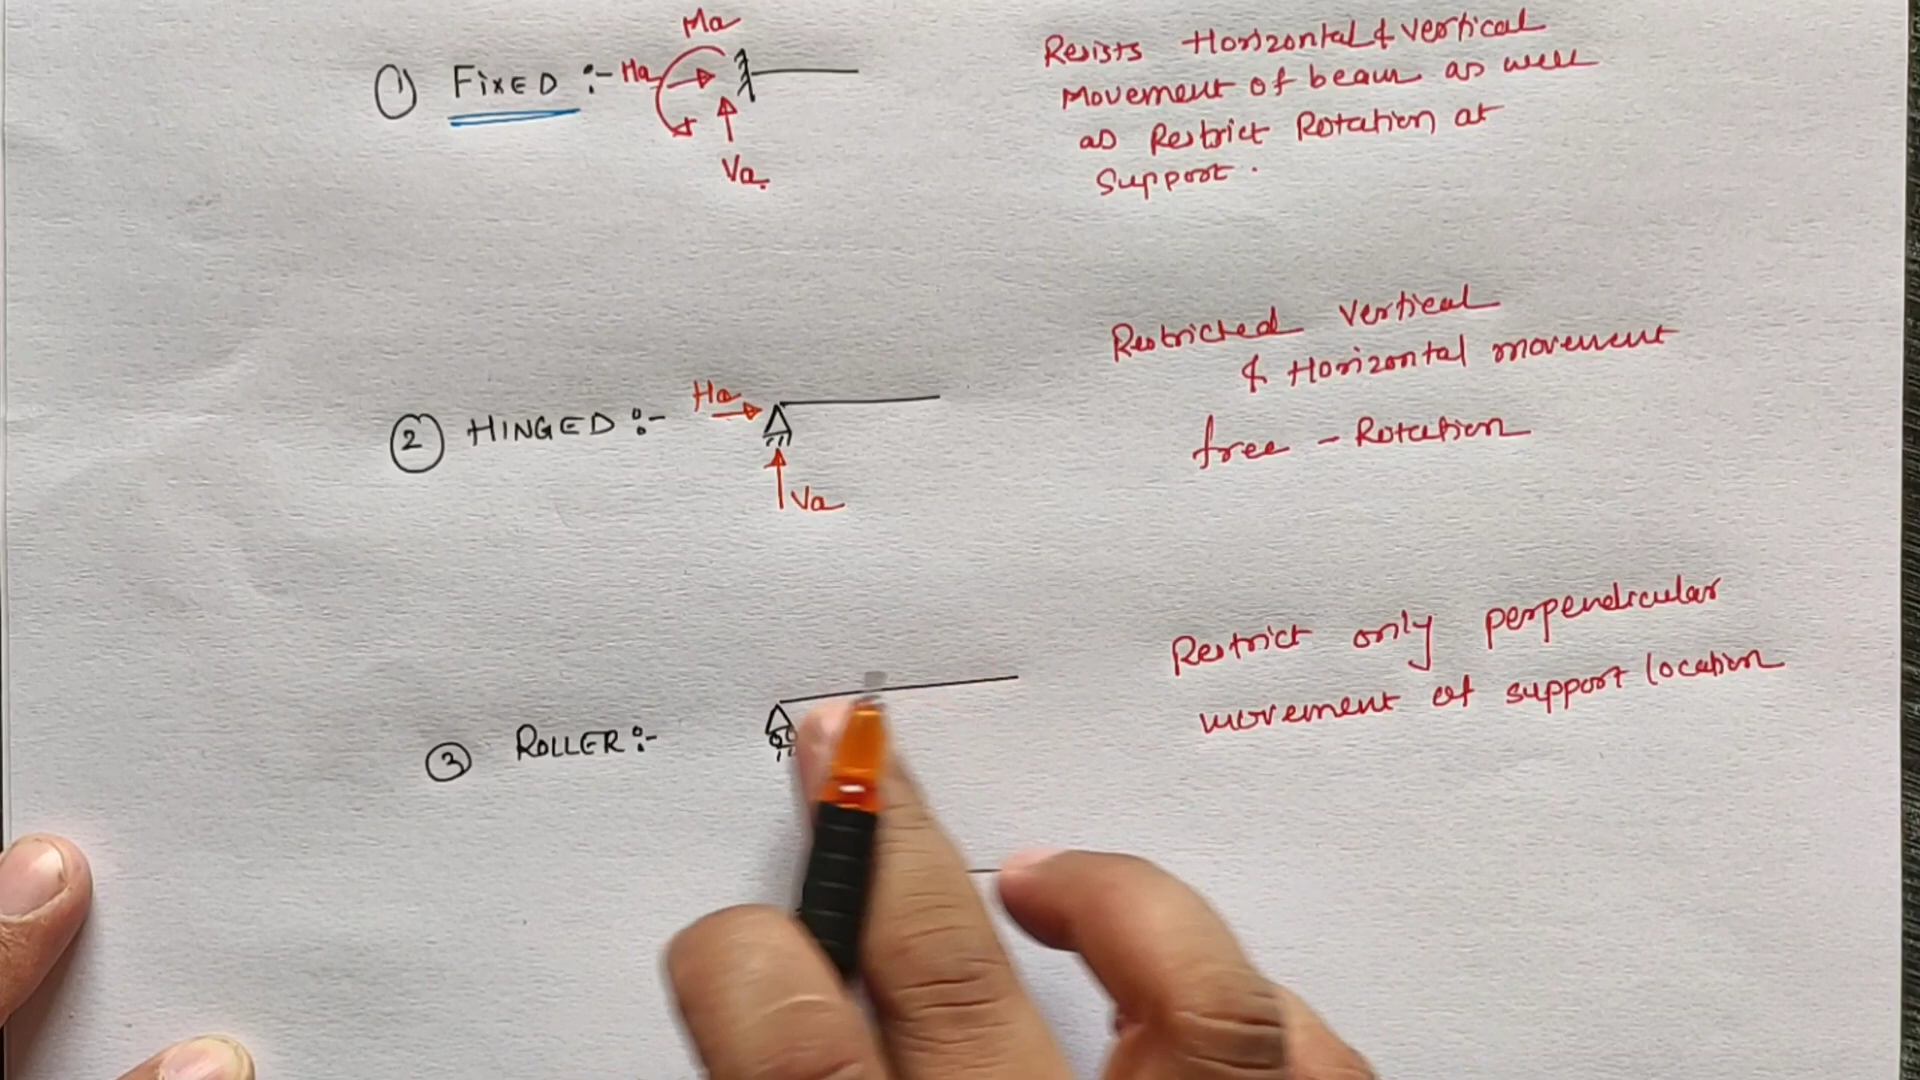 Ma
① FIXED :- Ha
Va.
Resists Horizontal & vertical
Movement of beam as well
as Restrict Rotation at
Support.
② HINGED :- Ha
Va
Restricted vertical
& Horizontal movement
free - Rotation
③ ROLLER :-
Restrict only perpendicular
movement of support location